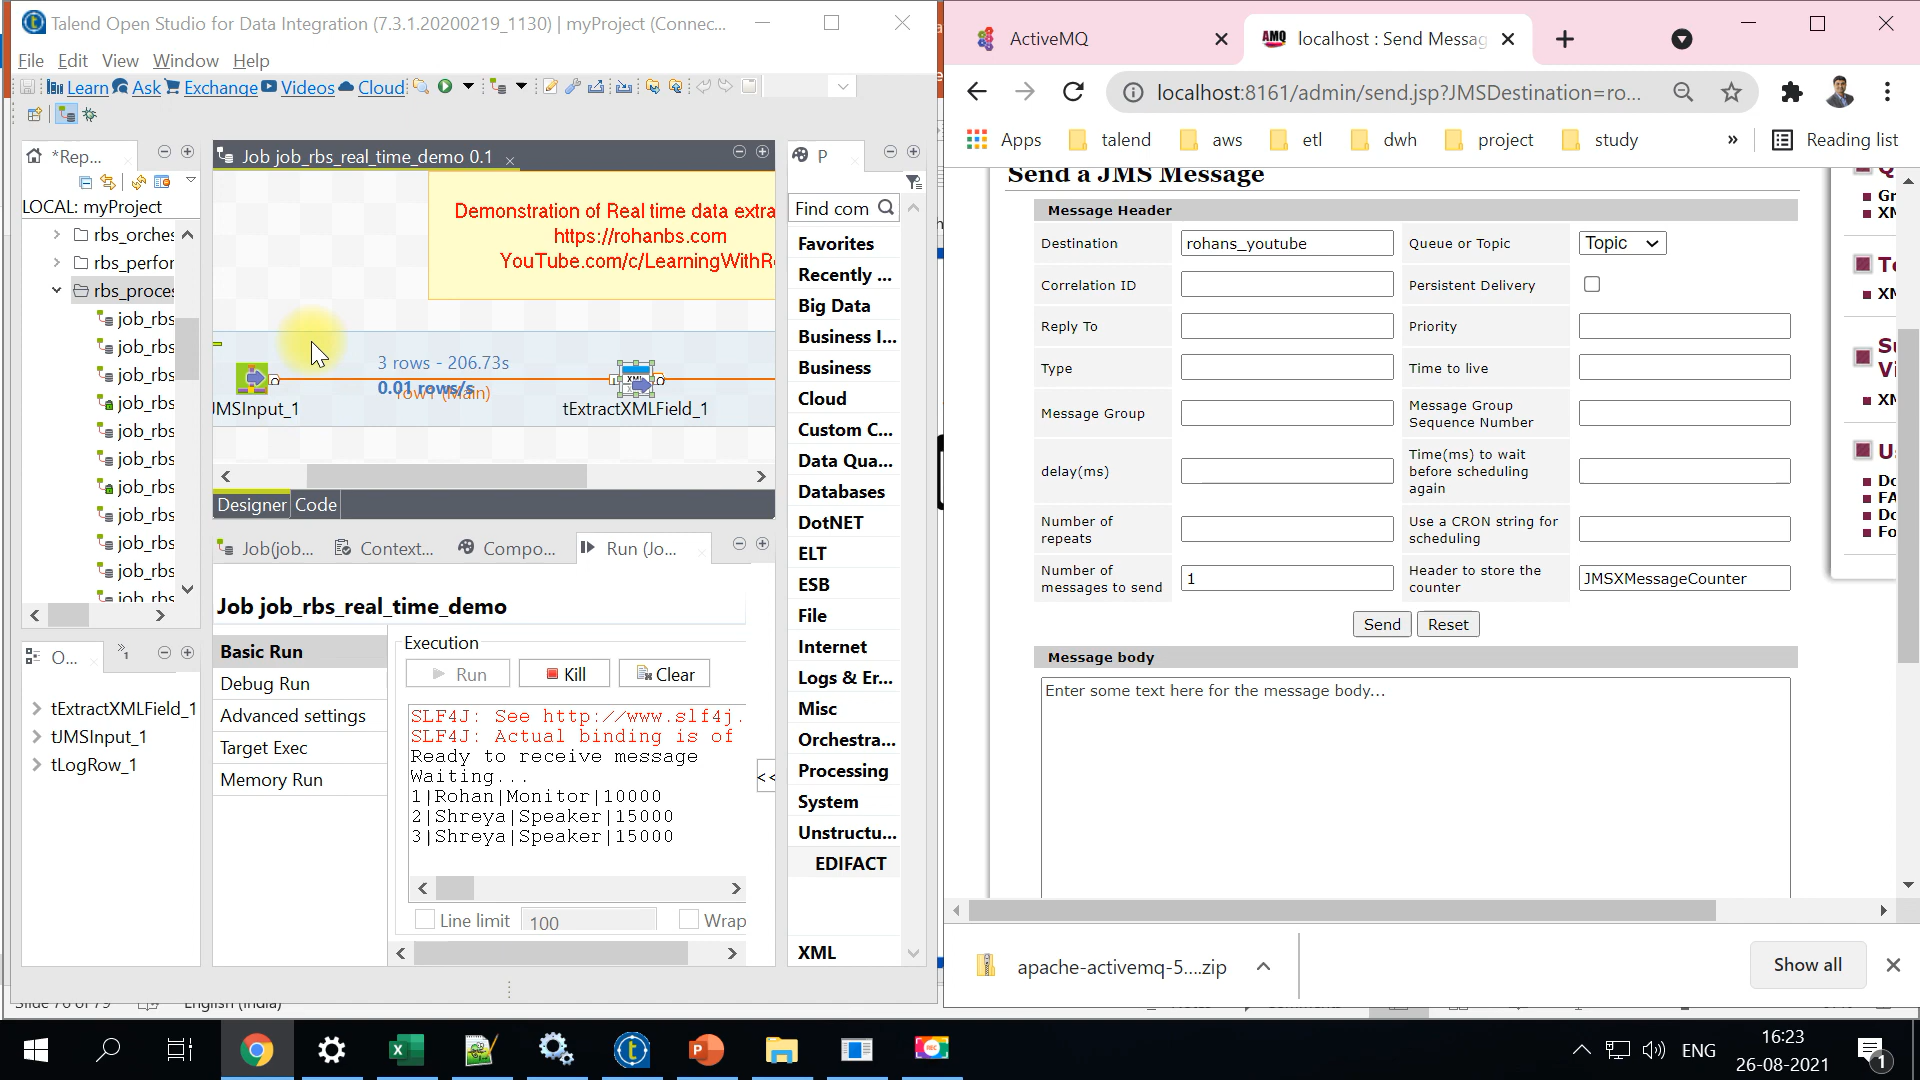 Talend Open Studio for Data Integration (7.3.1.20200219_1130) | myProject (Connec...
File Edit View Window Help
Learn Ask Exchange Videos Cloud
*Rep...
LOCAL: myProject
rbs_orches
rbs_perfor
rbs_proces
job_rbs
job_rbs
job_rbs
job_rbs
job_rbs
job_rbs
job_rbs
job_rbs
job_rbs
job_rbs
job_rbs
O...
tExtractXMLField_1
tJMSInput_1
tLogRow_1
Job job_rbs_real_time_demo 0.1
Demonstration of Real time data extra
https://rohanbs.com
YouTube.com/c/LearningWithR
3 rows - 206.73s
0.01 rows/s
row1 (Main)
JMSInput_1
tExtractXMLField_1
Designer Code
Job(job... Context... Compo... Run (Jo...
Job job_rbs_real_time_demo
Basic Run
Debug Run
Advanced settings
Target Exec
Memory Run
Execution
Run Kill Clear
SLF4J: See http://www.slf4j.
SLF4J: Actual binding is of
Ready to receive message
Waiting...
1|Rohan|Monitor|10000
2|Shreya|Speaker|15000
3|Shreya|Speaker|15000
Line limit 100 Wrap
<<
P
Find com
Favorites
Recently ...
Big Data
Business I...
Business
Cloud
Custom C...
Data Qua...
Databases
DotNET
ELT
ESB
File
Internet
Logs & Er...
Misc
Orchestra...
Processing
System
Unstructu...
EDIFACT
XML
ActiveMQ
AMQ localhost : Send Messag
localhost:8161/admin/send.jsp?JMSDestination=ro...
Apps talend aws etl dwh project study » Reading list
Send a JMS Message
Message Header
Destination rohans_youtube Queue or Topic Topic
Correlation ID Persistent Delivery
Reply To Priority
Type Time to live
Message Group Message Group Sequence Number
delay(ms) Time(ms) to wait before scheduling again
Number of repeats Use a CRON string for scheduling
Number of messages to send 1 Header to store the counter JMSXMessageCounter
Send Reset
Message body
Enter some text here for the message body...
apache-activemq-5....zip
Show all
English (India)
ENG
16:23
26-08-2021
1